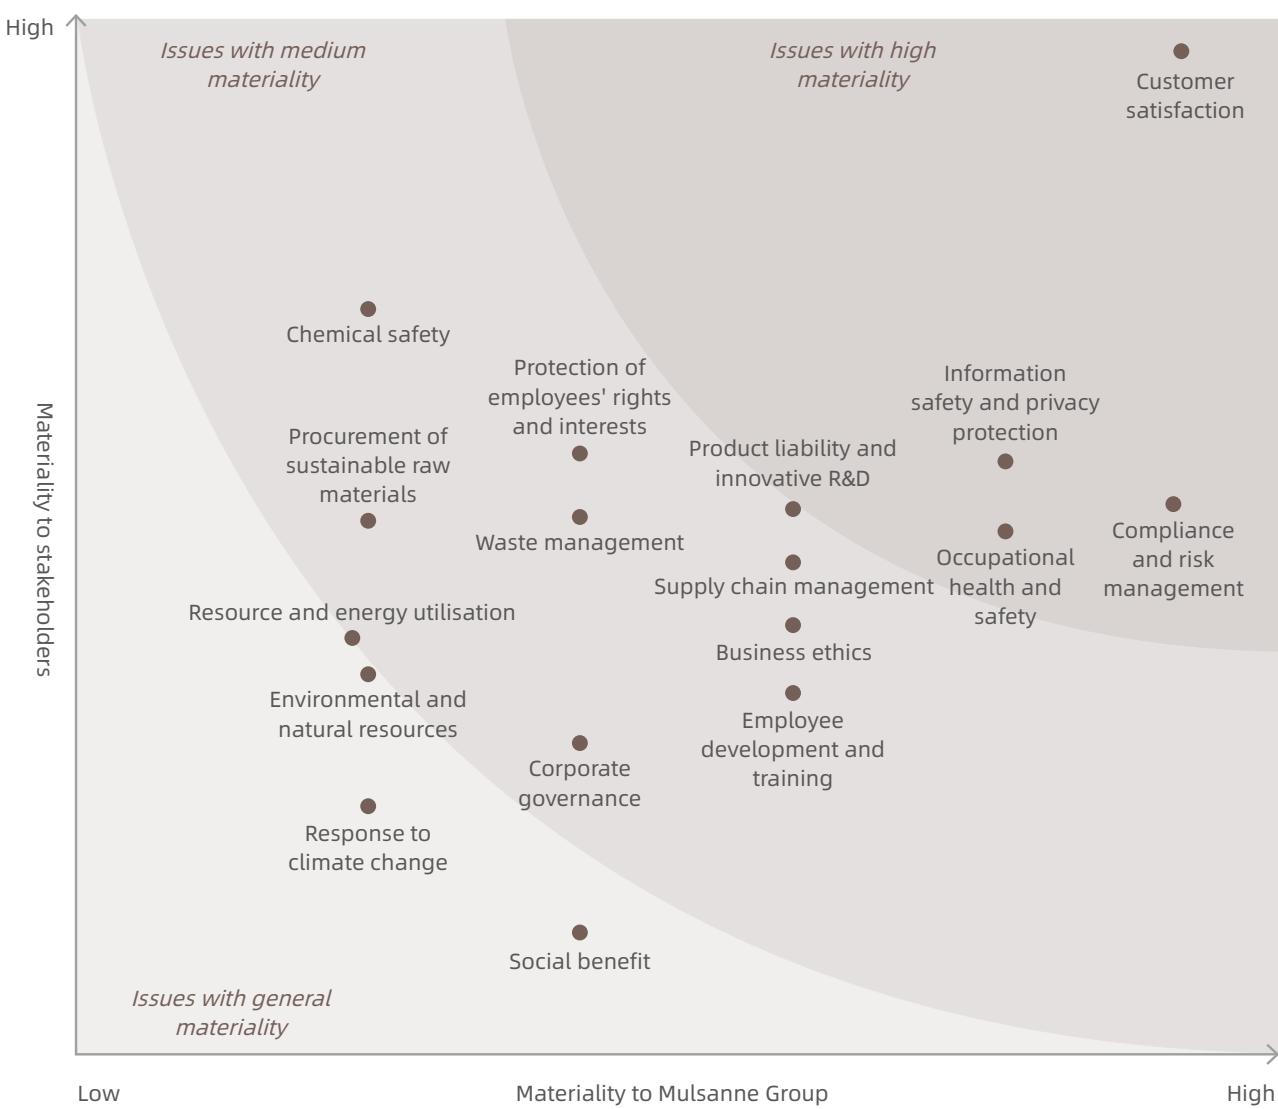 High
Issues with medium
materiality
Issues with high
materiality
Customer
satisfaction
Chemical safety
Protection of
employees' rights
and interests
Information
safety and privacy
protection
Procurement of
sustainable raw
materials
Product liability and
innovative R&D
Waste management
Compliance
and risk
management
Occupational
health and
safety
Supply chain management
Resource and energy utilisation
Business ethics
Environmental and
natural resources
Employee
development and
training
Corporate
governance
Response to
climate change
Social benefit
Issues with general
materiality
Materiality to stakeholders
Low
Materiality to Mulsanne Group
High